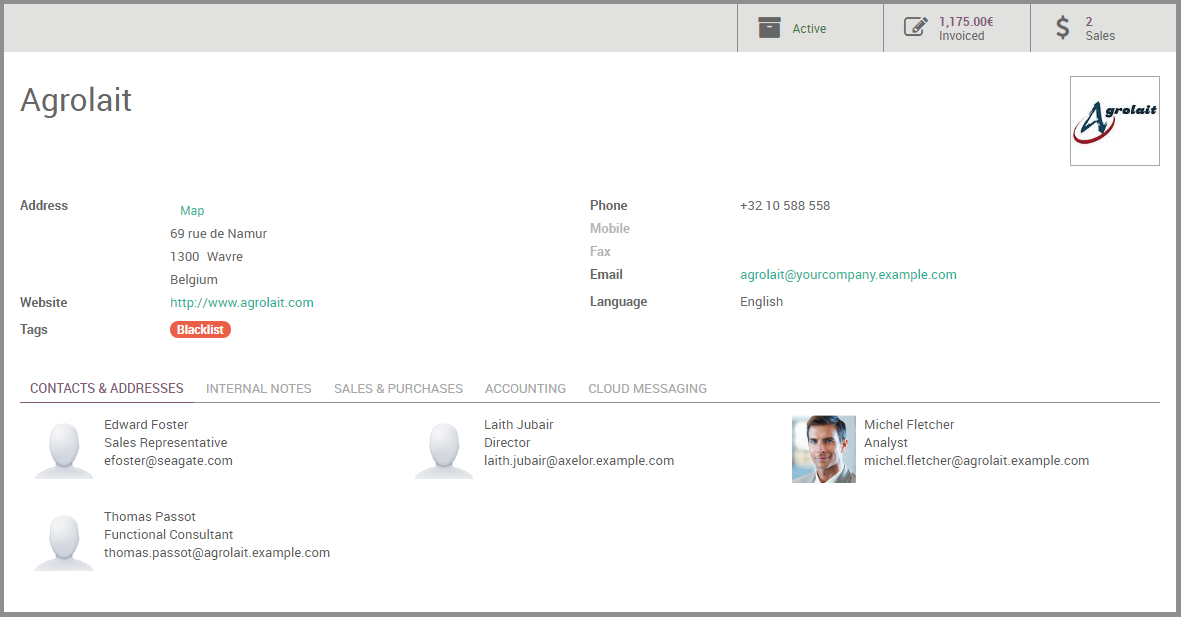 Active
1,175.00€
Invoiced
2
Sales
Agrolait
Agrolait
Address
Map
69 rue de Namur
1300 Wavre
Belgium
Website http://www.agrolait.com
Tags Blacklist
Phone +32 10 588 558
Mobile
Fax
Email agrolait@yourcompany.example.com
Language English
CONTACTS & ADDRESSES INTERNAL NOTES SALES & PURCHASES ACCOUNTING CLOUD MESSAGING
Edward Foster
Sales Representative
efoster@seagate.com
Laith Jubair
Director
laith.jubair@axelor.example.com
Michel Fletcher
Analyst
michel.fletcher@agrolait.example.com
Thomas Passot
Functional Consultant
thomas.passot@agrolait.example.com